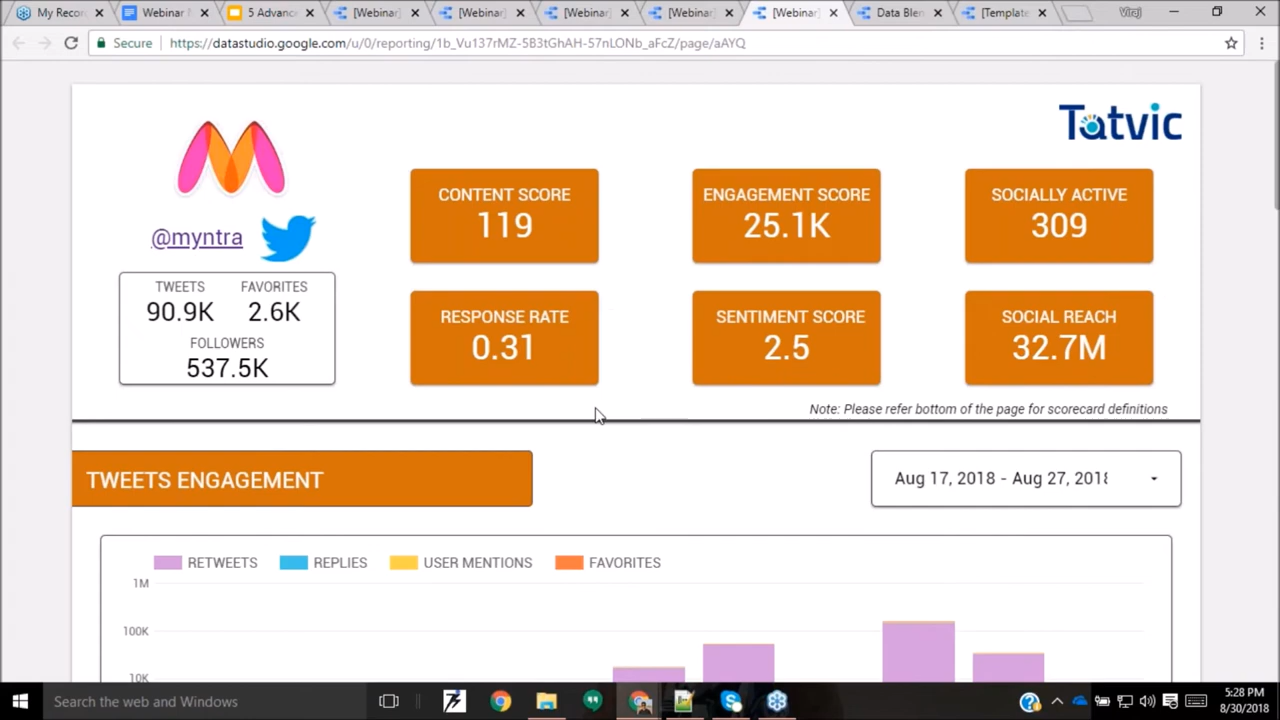 My Reco
Webinar M
5 Advanc
[Webinar]
[Webinar]
[Webinar]
[Webinar]
[Webinar]
Data Blen
[Template
Viraj
Secure
https://datastudio.google.com/u/0/reporting/1b_Vu137rMZ-5B3tGhAH-57nLONb_aFcZ/page/aAYQ
Tatvic
@myntra
TWEETS FAVORITES
90.9K 2.6K
FOLLOWERS
537.5K
CONTENT SCORE
119
ENGAGEMENT SCORE
25.1K
SOCIALLY ACTIVE
309
RESPONSE RATE
0.31
SENTIMENT SCORE
2.5
SOCIAL REACH
32.7M
Note: Please refer bottom of the page for scorecard definitions
TWEETS ENGAGEMENT
Aug 17, 2018 - Aug 27, 2018
RETWEETS REPLIES USER MENTIONS FAVORITES
1M
100K
10K
Search the web and Windows
5:28 PM
8/30/2018